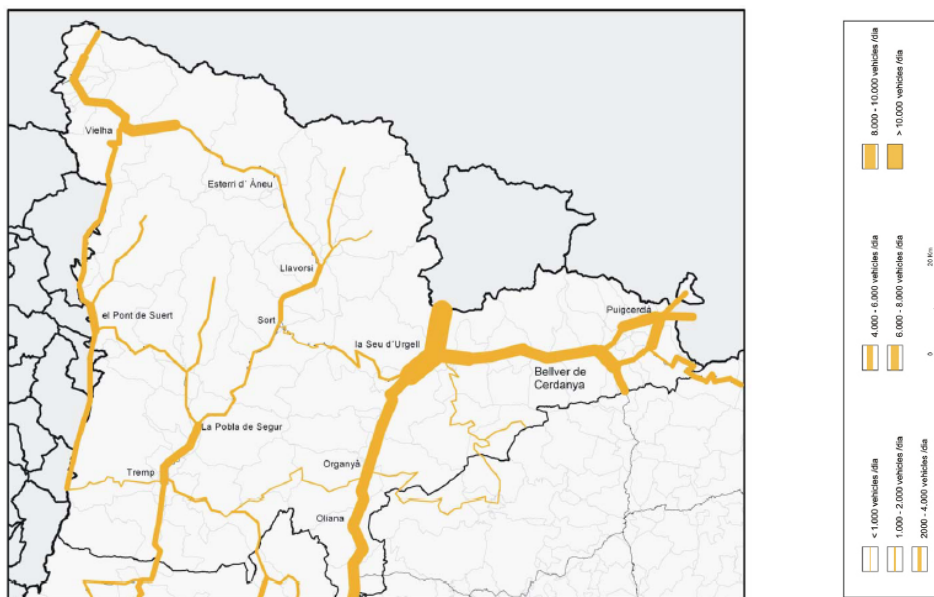 Vielha
Esterri d´ Àneu
Llavorsí
el Pont de Suert
Sort
la Seu d´Urgell
Puigcerdà
Bellver de
Cerdanya
La Pobla de Segur
Tremp
Organyà
Oliana
< 1.000 vehicles /dia
1.000 - 2.000 vehicles /dia
2000 - 4.000 vehicles /dia
4.000 - 6.000 vehicles /dia
6.000 - 8.000 vehicles /dia
8.000 - 10.000 vehicles /dia
> 10.000 vehicles /dia
0
20 Km